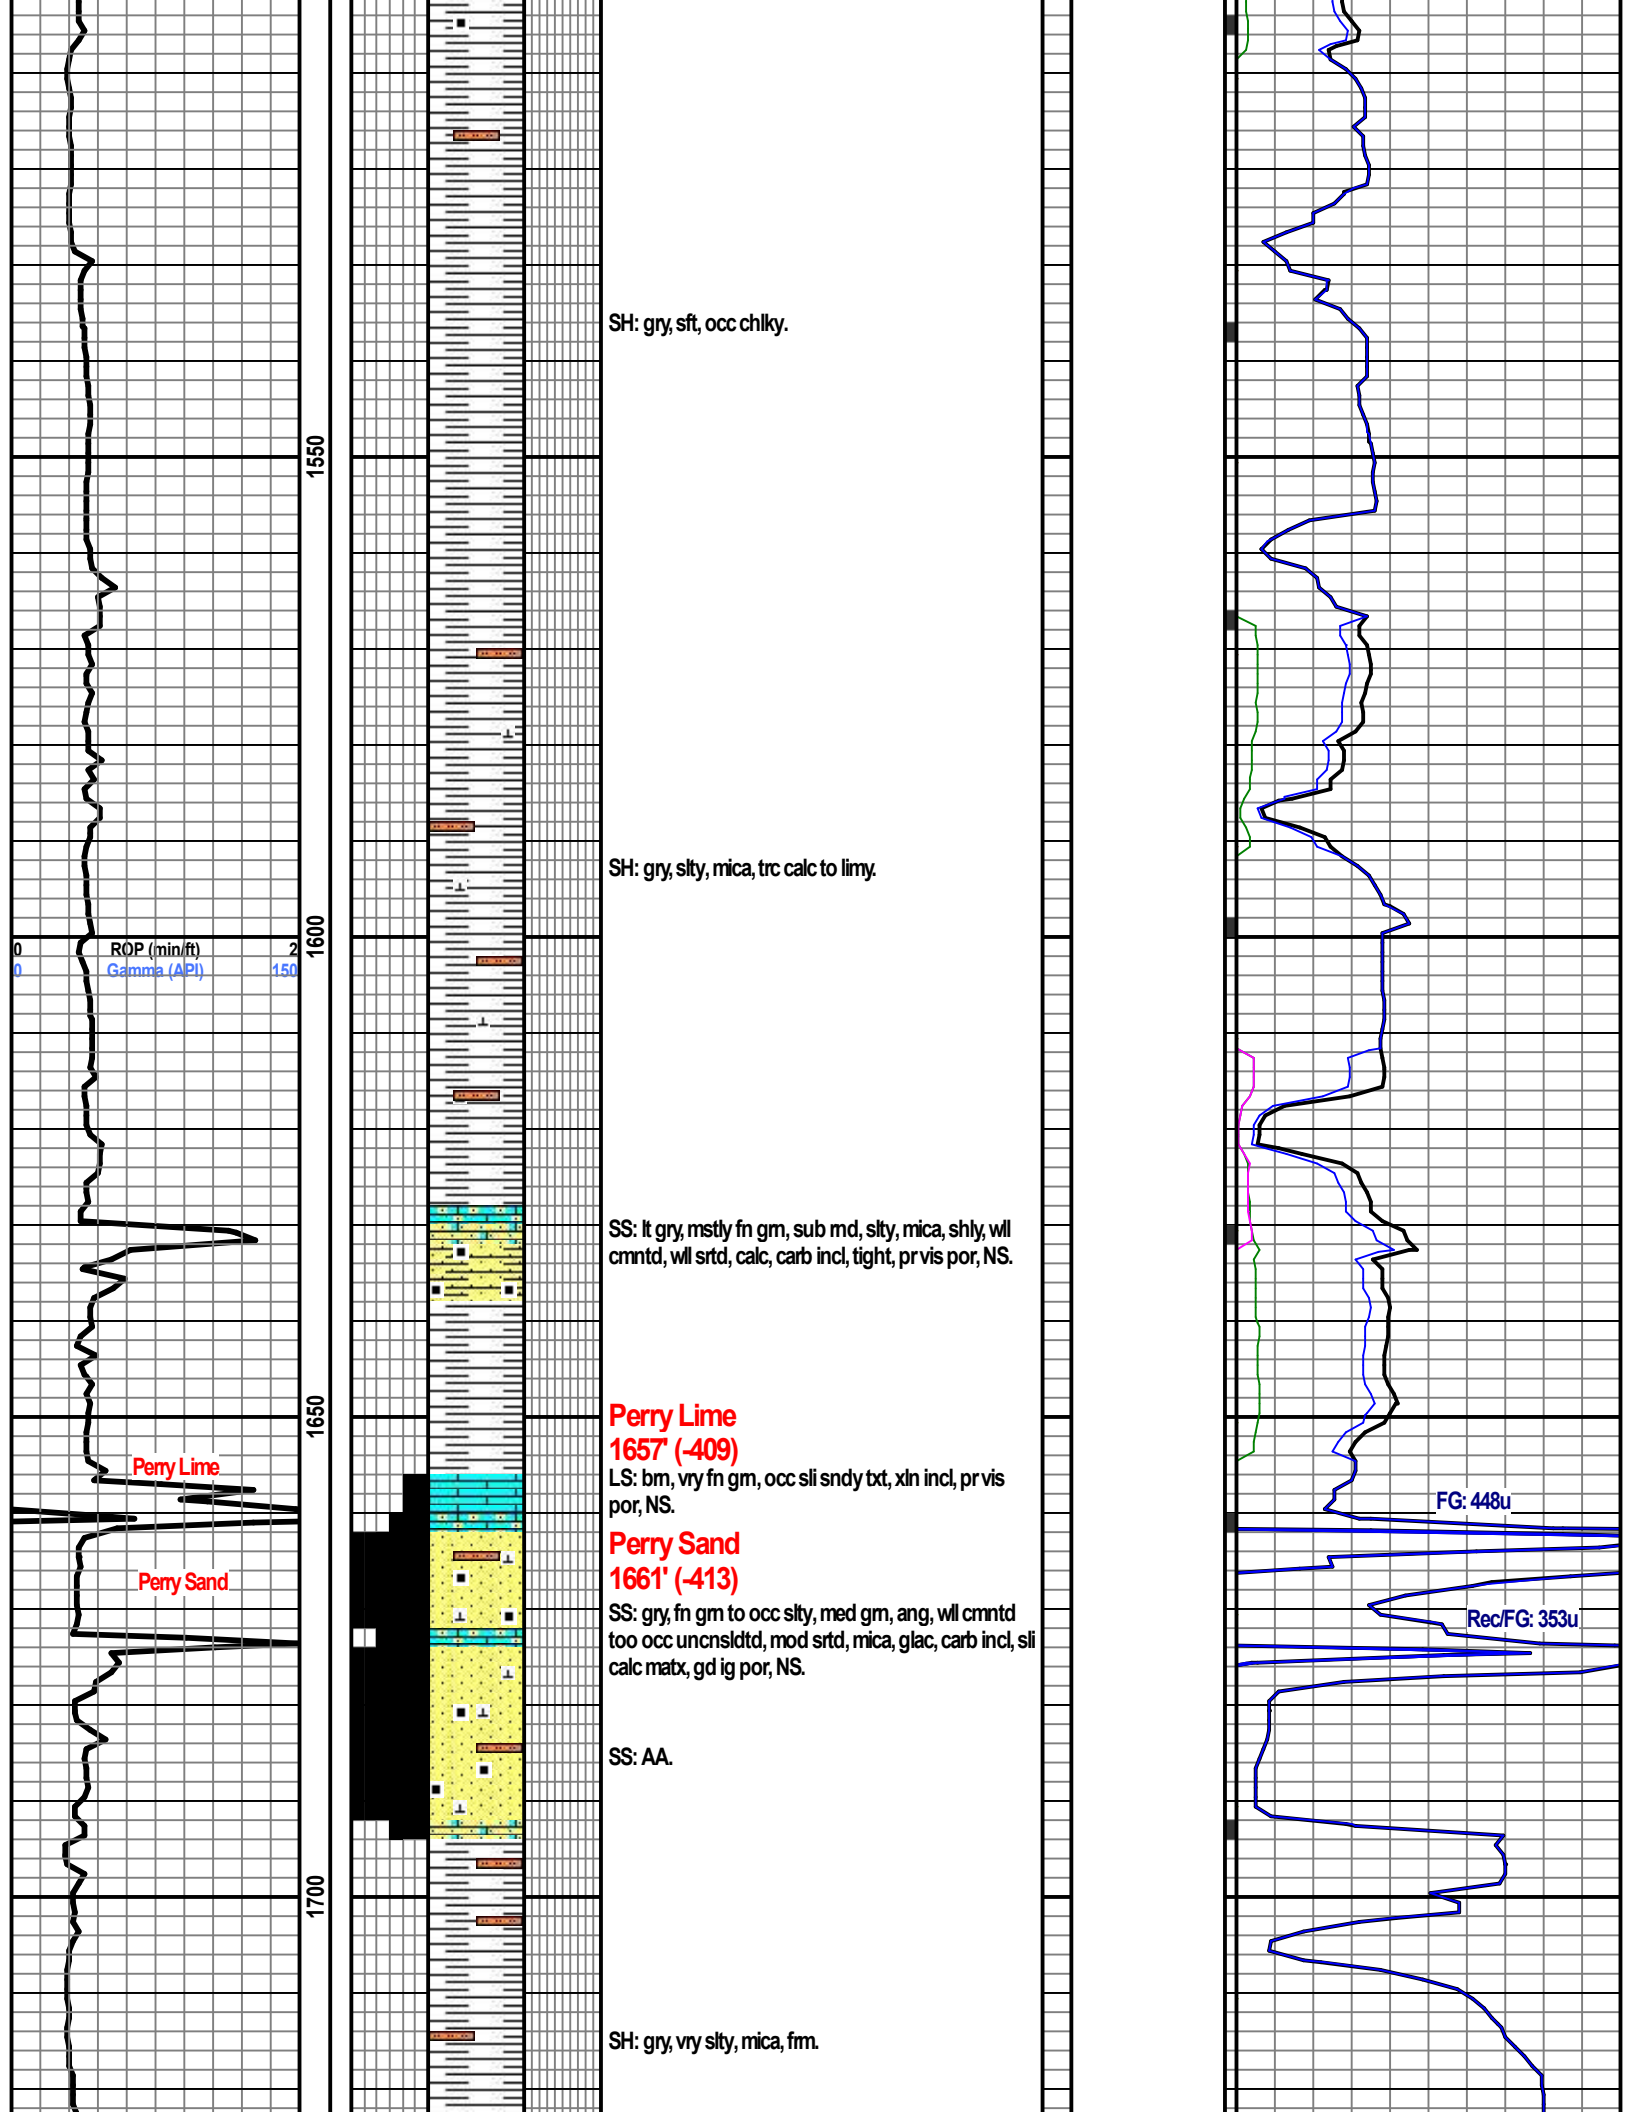 SH: gry, sft, occ chlky.
1550
SH: gry, slty, mica, trc calc to limy.
1600
0 ROP (min/ft) 2
0 Gamma (API) 150
SS: lt gry, mstly fn grn, sub rnd, slty, mica, shly, wll
cmntd, wll srtd, calc, carb incl, tight, pr vis por, NS.
1650
Perry Lime
1657' (-409)
Perry Lime
LS: brn, vry fn grn, occ sli sndy txt, xln incl, pr vis
por, NS.
FG: 448u
Perry Sand
1661' (-413)
Perry Sand
SS: gry, fn grn to occ slty, med grn, ang, wll cmntd
too occ uncnsldtd, mod srtd, mica, glac, carb incl, sli
calc matx, gd ig por, NS.
Rec/FG: 353u
SS: AA.
1700
SH: gry, vry slty, mica, frm.